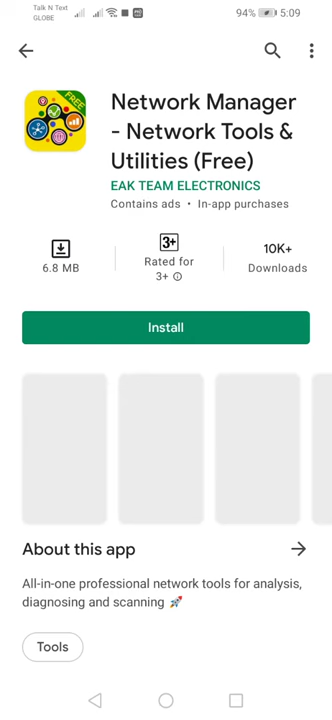 Talk N Text
GLOBE
94% 5:09
FREE
Network Manager
- Network Tools &
Utilities (Free)
EAK TEAM ELECTRONICS
Contains ads • In-app purchases
3+
10K+
6.8 MB
Rated for
3+
Downloads
Install
About this app
All-in-one professional network tools for analysis,
diagnosing and scanning 🚀
Tools